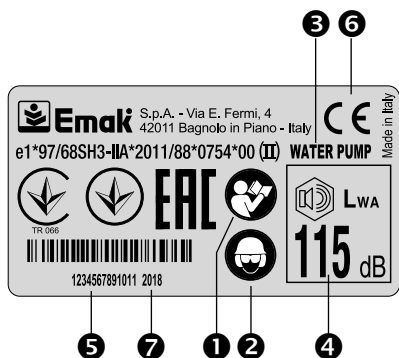 3 6
Emak S.p.A. - Via E. Fermi, 4
42011 Bagnolo in Piano - Italy
CE
Made in Italy
e1*97/68SH3-IIA*2011/88*0754*00 (II) WATER PUMP
TR 066
EAC
LWA
115 dB
1234567891011 2018
5 7 1 2 4